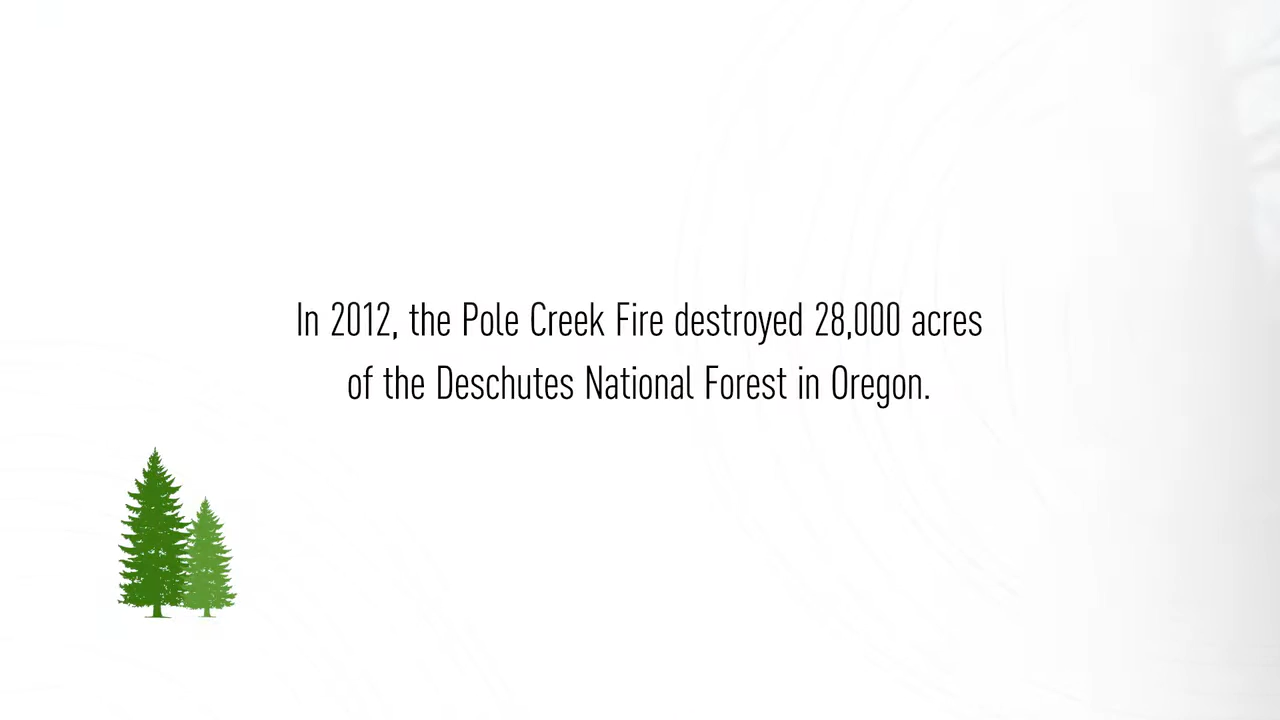 In 2012, the Pole Creek Fire destroyed 28,000 acres
of the Deschutes National Forest in Oregon.